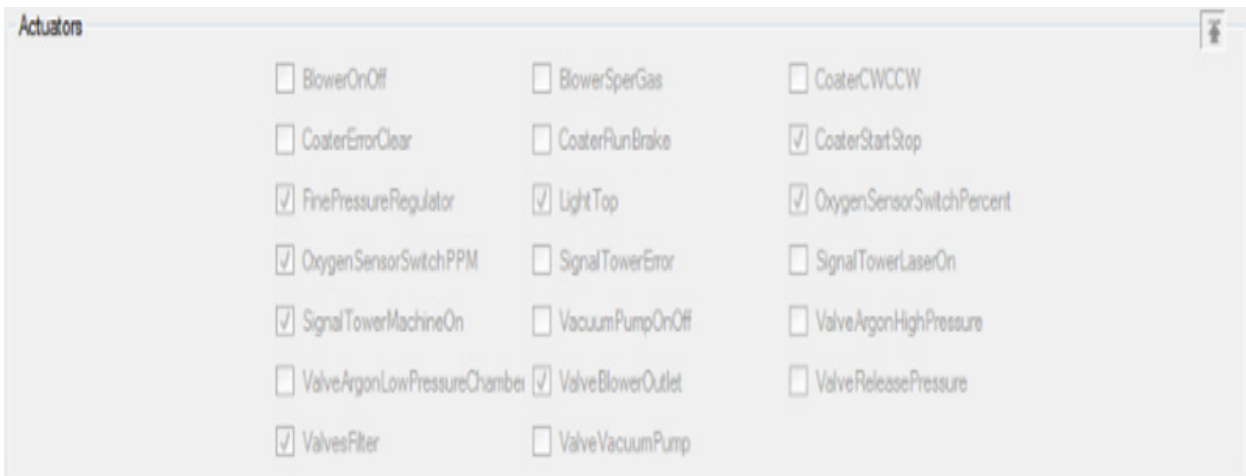 Actuators
BlowerOnOff BlowerSperGas CoaterCWCCW
CoaterErrorClear CoaterRunBrake CoaterStartStop
FinePressureRegulator LightTop OxygenSensorSwitchPercent
OxygenSensorSwitchPPM SignalTowerError SignalTowerLaserOn
SignalTowerMachineOn VacuumPumpOnOff ValveArgonHighPressure
ValveArgonLowPressureChamber ValveBlowerOutlet ValveReleasePressure
ValvesFilter ValveVacuumPump